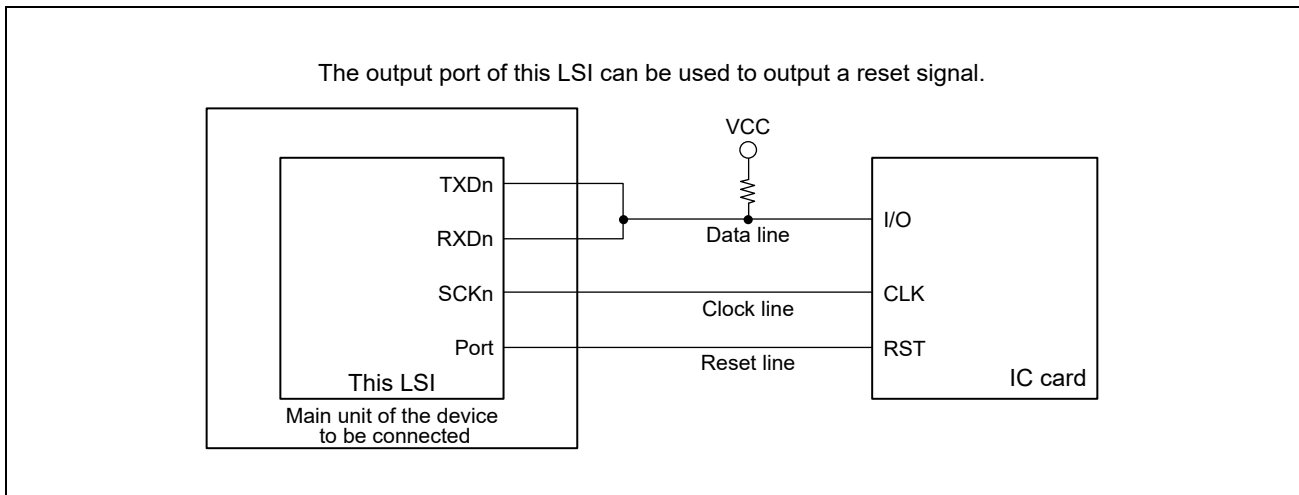 The output port of this LSI can be used to output a reset signal.
VCC
TXDn
RXDn
SCKn
Port
This LSI
Main unit of the device
to be connected
Data line
Clock line
Reset line
I/O
CLK
RST
IC card